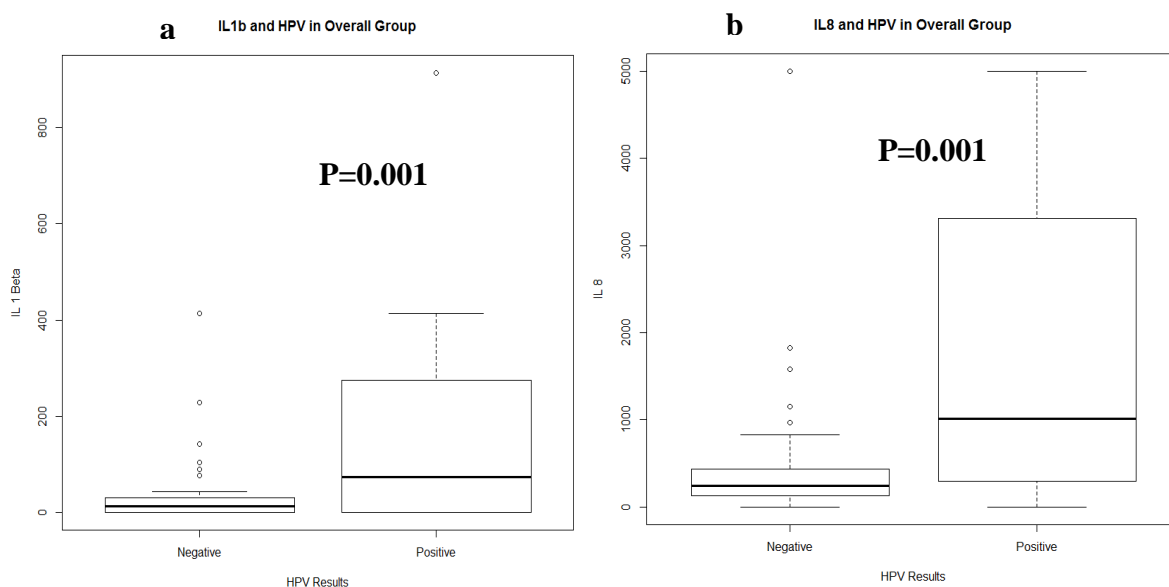 a
IL1b and HPV in Overall Group
P=0.001
IL 1 Beta
800
600
400
200
0
Negative
Positive
HPV Results
b
IL8 and HPV in Overall Group
P=0.001
IL 8
5000
4000
3000
2000
1000
0
Negative
Positive
HPV Results